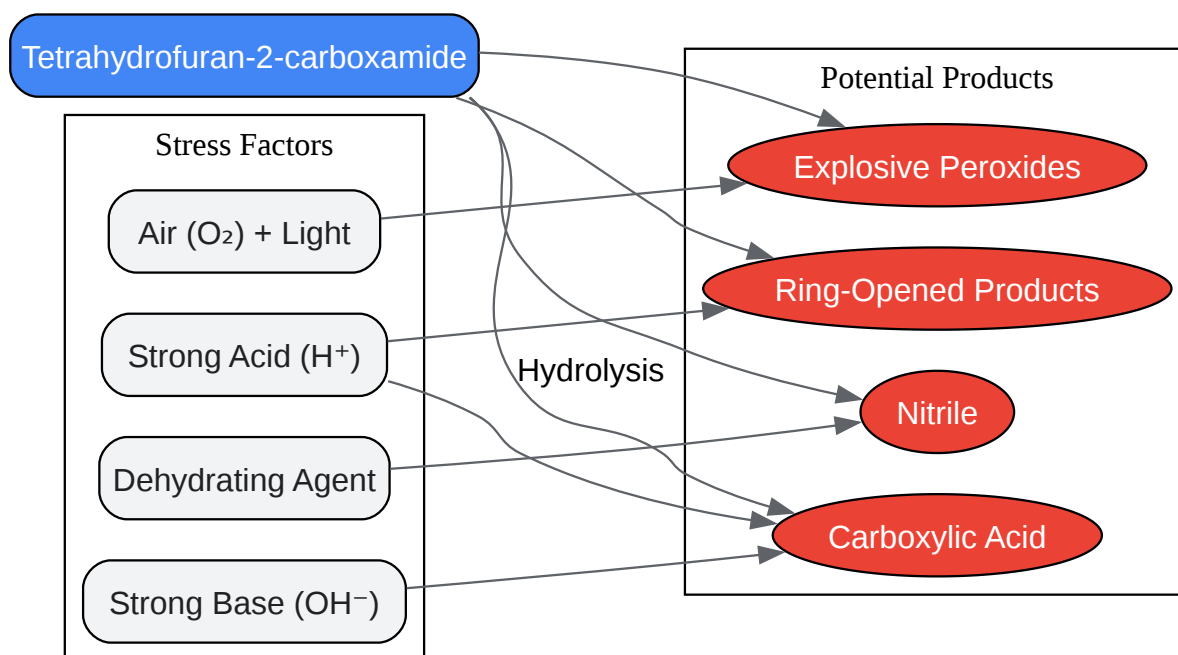 Tetrahydrofuran-2-carboxamide
Stress Factors
Air (O₂) + Light
Strong Acid (H⁺)
Dehydrating Agent
Strong Base (OH⁻)
Hydrolysis
Potential Products
Explosive Peroxides
Ring-Opened Products
Nitrile
Carboxylic Acid